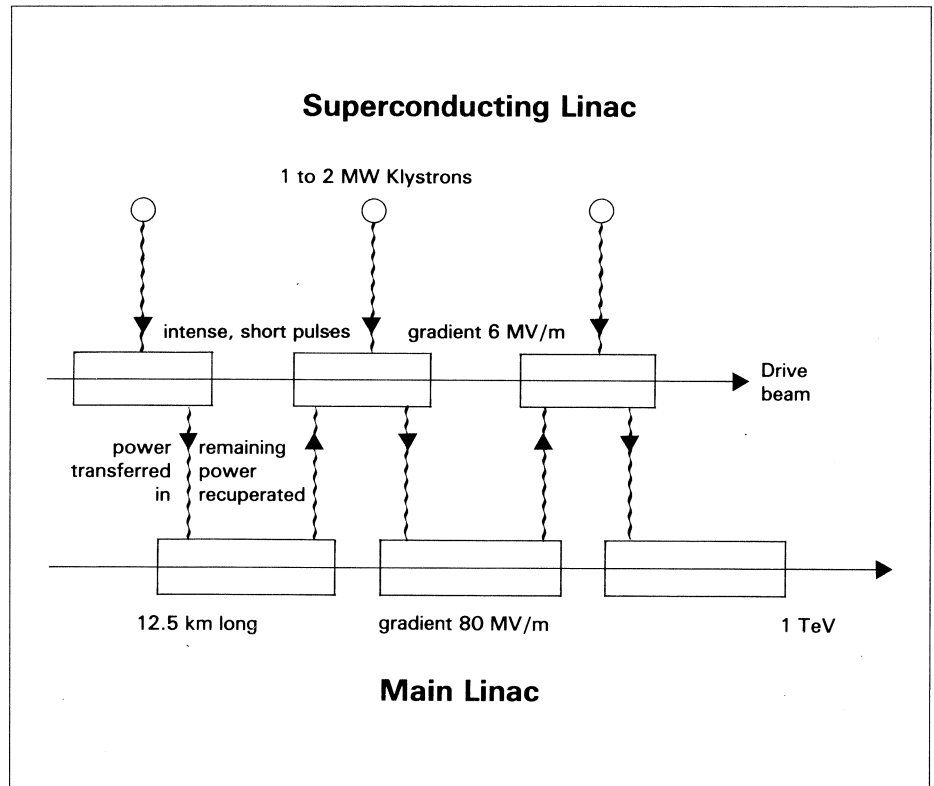 Superconducting Linac
1 to 2 MW Klystrons
intense, short pulses
gradient 6 MV/m
Drive
beam
power
transferred
in
remaining
power
recuperated
12.5 km long
gradient 80 MV/m
1 TeV
Main Linac